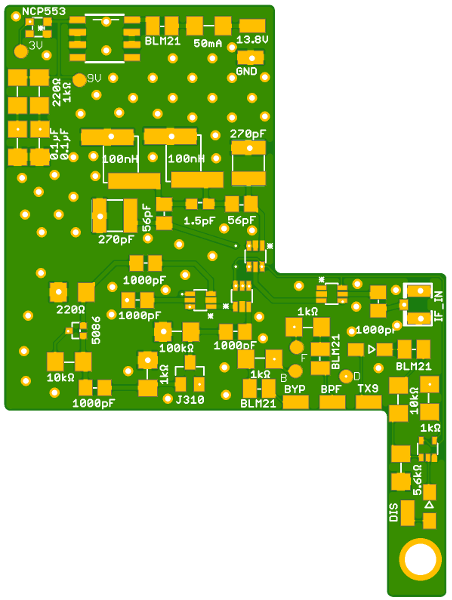 NCP553
3V
BLM21
50mA
13.8V
GND
9V
220Ω
1kΩ
0.1µF
0.1µF
100nH
100nH
270pF
56pF
1.5pF
56pF
270pF
1000pF
1000pF
220Ω
5086
100kΩ
1000pF
1kΩ
1000pF
IF_IN
BLM21
F
10kΩ
1kΩ
1kΩ
B
D
BLM21
1000pF
J310
BLM21
BYP
BPF
TX9
10kΩ
1kΩ
5.6kΩ
DIS